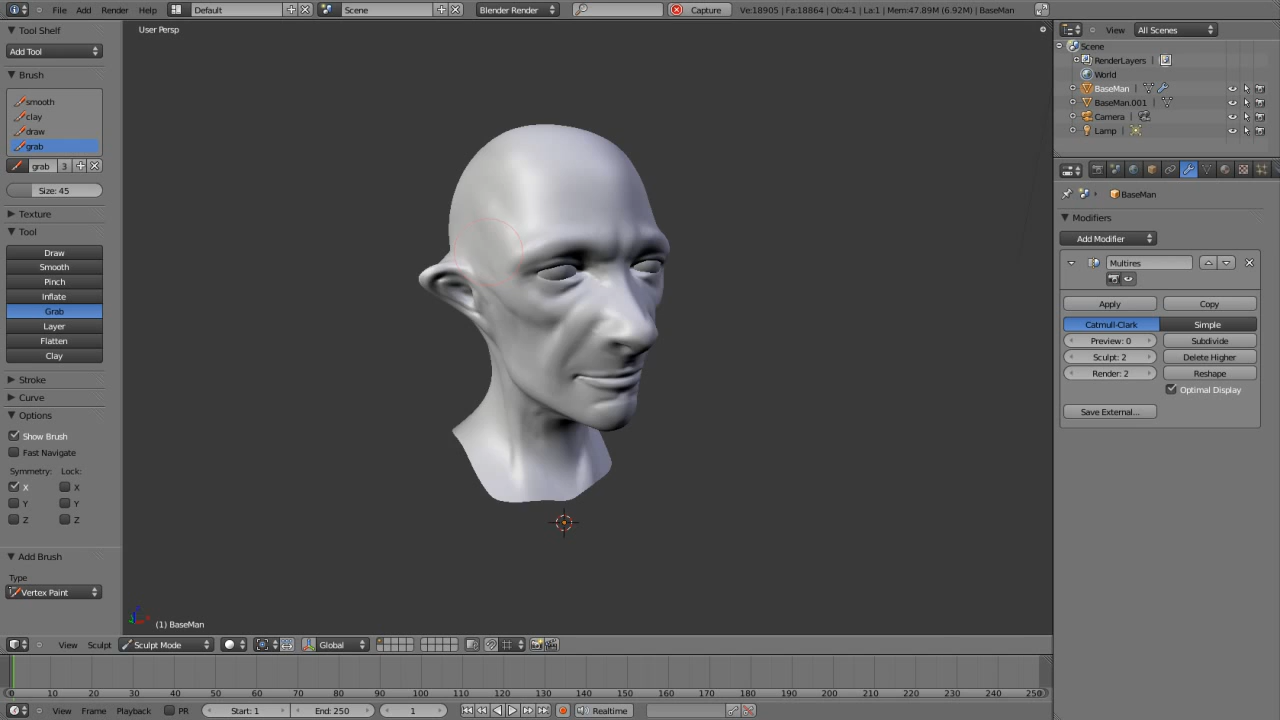 File Add Render Help Default Scene Blender Render Capture Ve:18905 | Fa:18864 | Ob:4-1 | La:1 | Mem:47.89M (6.92M) | BaseMan
Tool Shelf
Add Tool
Brush
smooth
clay
draw
grab
grab 3
Size: 45
Texture
Tool
Draw
Smooth
Pinch
Inflate
Grab
Layer
Flatten
Clay
Stroke
Curve
Options
Show Brush
Fast Navigate
Symmetry: Lock:
X X
Y Y
Z Z
Add Brush
Type
Vertex Paint
User Persp
(1) BaseMan
View All Scenes
Scene
RenderLayers |
World
BaseMan |
BaseMan.001 |
Camera |
Lamp |
BaseMan
Modifiers
Add Modifier
Multires
Apply Copy
Catmull-Clark Simple
Preview: 0 Subdivide
Sculpt: 2 Delete Higher
Render: 2 Reshape
Optimal Display
Save External...
View Sculpt Sculpt Mode Global
0 10 20 30 40 50 60 70 80 90 100 110 120 130 140 150 160 170 180 190 200 210 220 230 240 250
View Frame Playback PR Start: 1 End: 250 1 Realtime